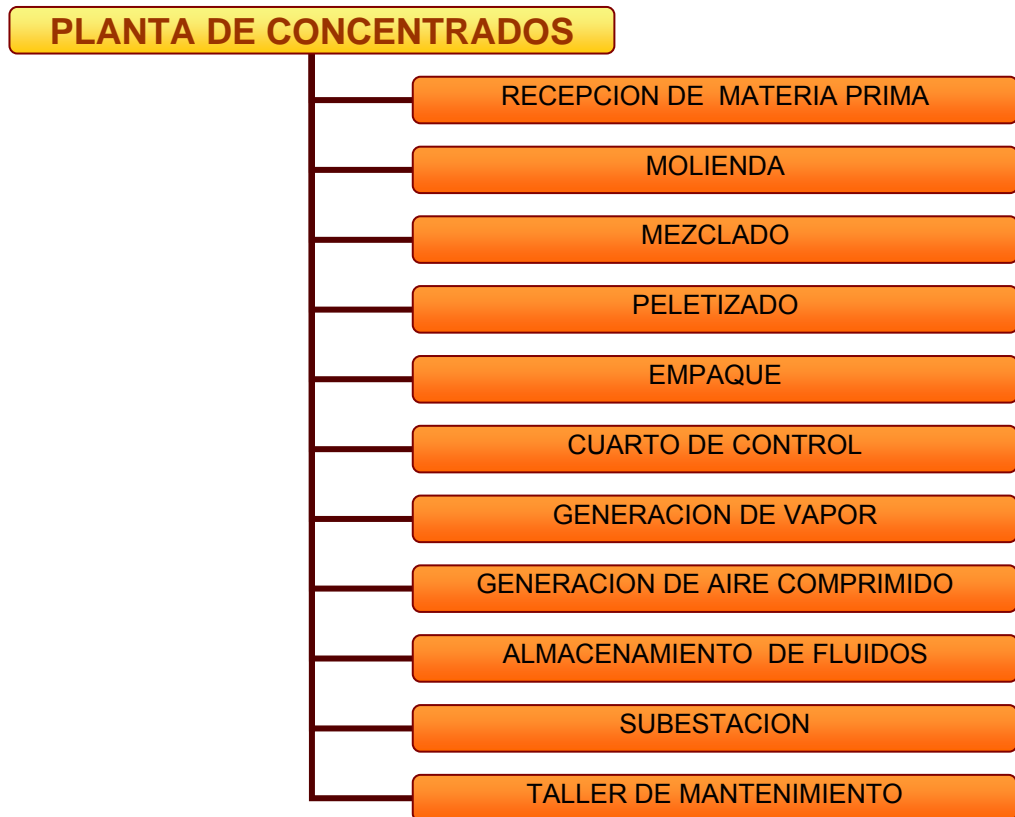 PLANTA DE CONCENTRADOS
RECEPCION DE MATERIA PRIMA
MOLIENDA
MEZCLADO
PELETIZADO
EMPAQUE
CUARTO DE CONTROL
GENERACION DE VAPOR
GENERACION DE AIRE COMPRIMIDO
ALMACENAMIENTO DE FLUIDOS
SUBESTACION
TALLER DE MANTENIMIENTO